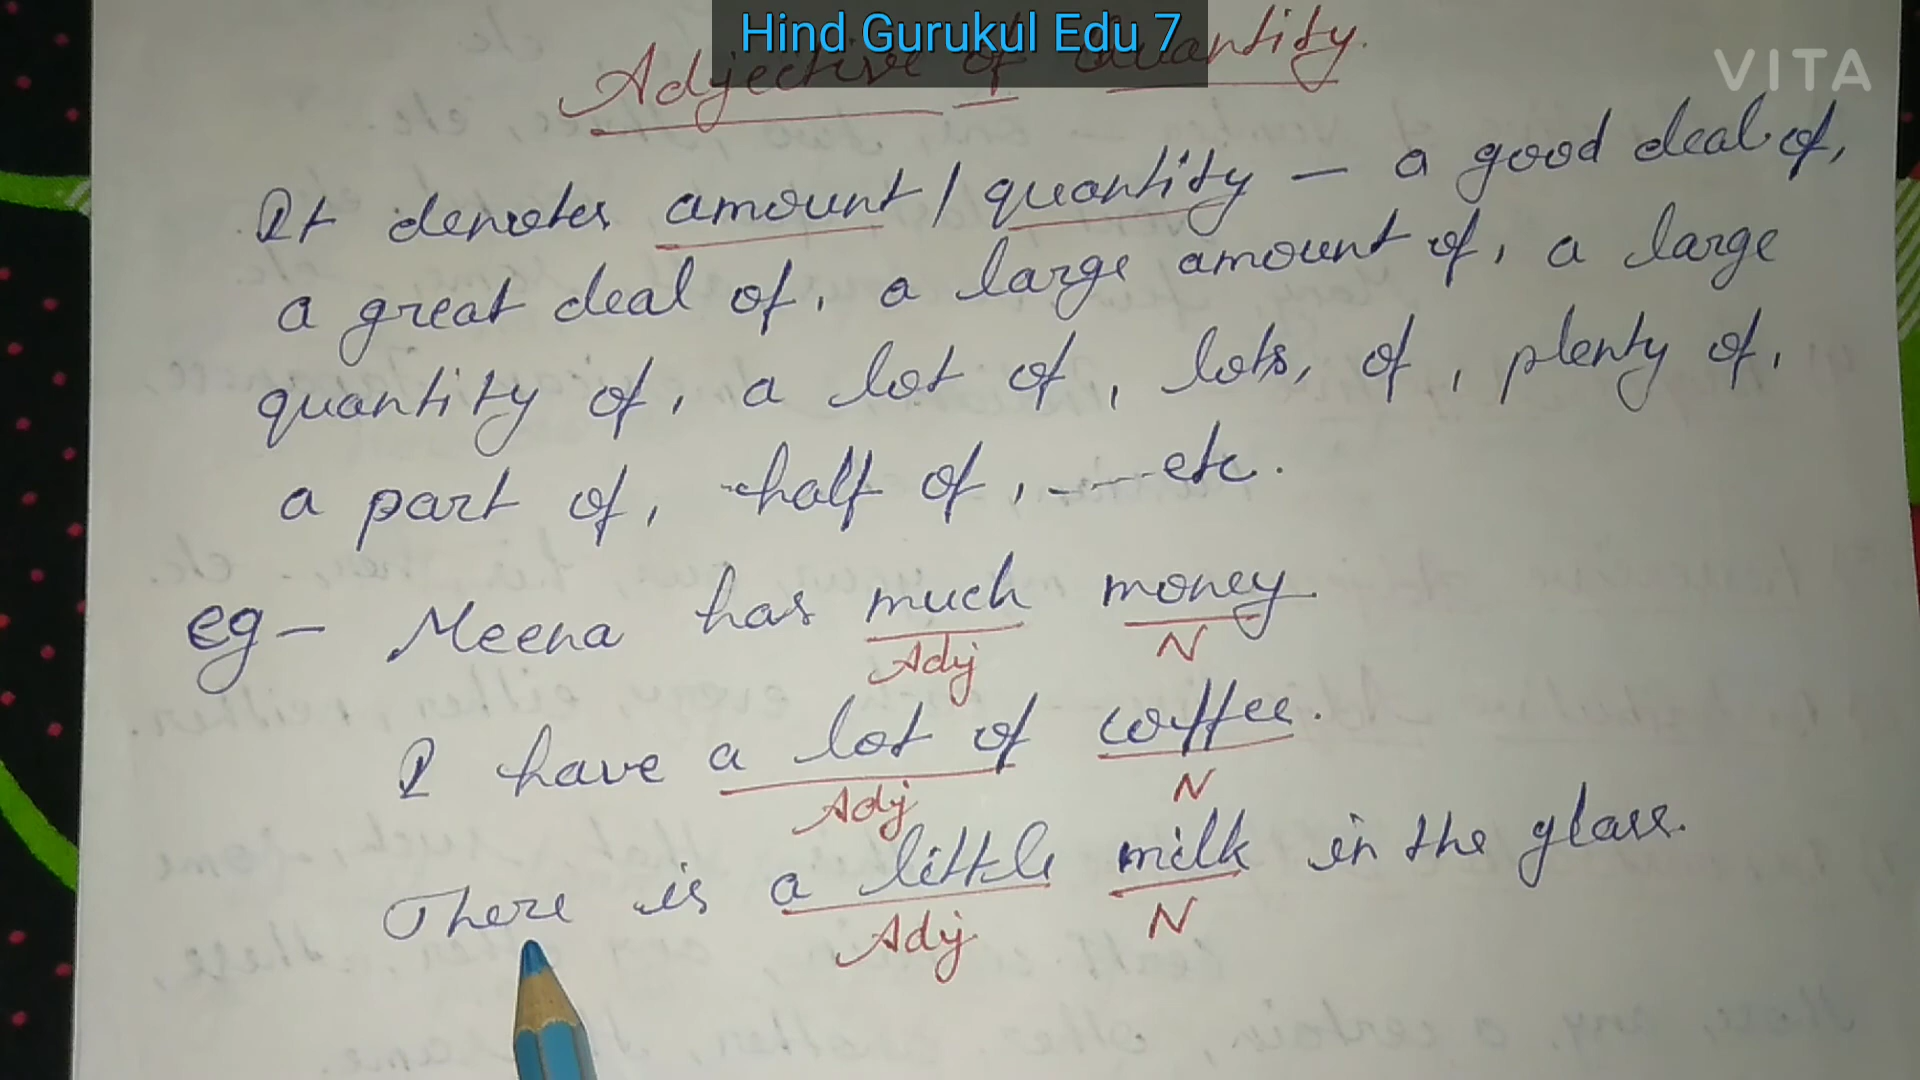 Hind Gurukul Edu 7
VITA
Adjective of Quantity.
It denotes amount/quantity – a good deal of,
a great deal of, a large amount of, a large
quantity of, a lot of, lots, of, plenty of,
a part of, half of, --- etc.
eg – Meena has much money.
Adj N
I have a lot of coffee.
Adj N
There is a little milk in the glass.
Adj N